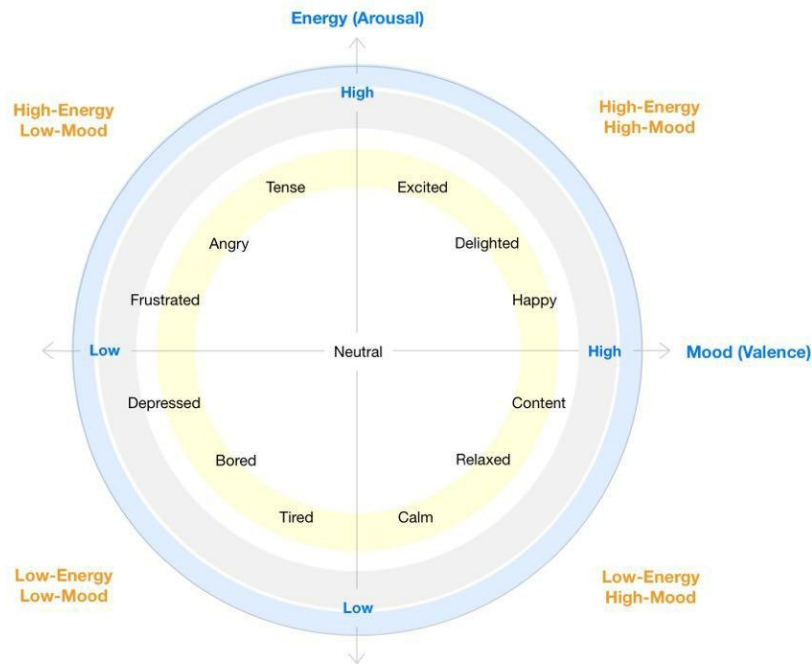 Energy (Arousal)
High
High-Energy
Low-Mood
High-Energy
High-Mood
Tense
Excited
Angry
Delighted
Frustrated
Happy
Low
Neutral
High
Mood (Valence)
Depressed
Content
Bored
Relaxed
Tired
Calm
Low-Energy
Low-Mood
Low-Energy
High-Mood
Low